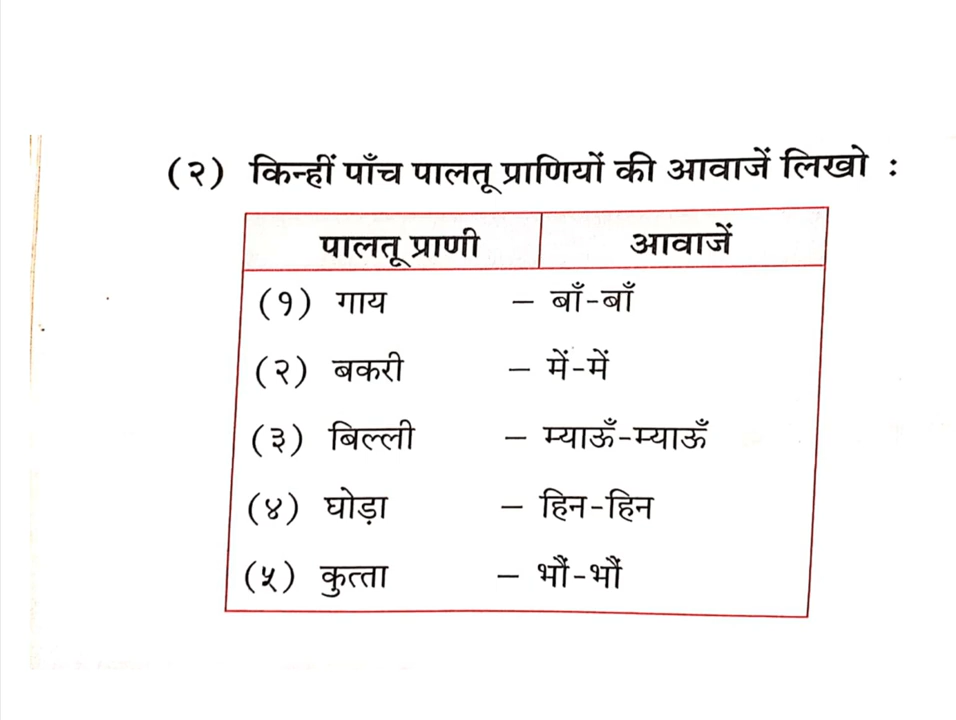 (२) किन्हीं पाँच पालतू प्राणियों की आवाजें लिखो :
पालतू प्राणी आवाजें
(१) गाय – बाँ-बाँ
(२) बकरी – में-में
(३) बिल्ली – म्याऊँ-म्याऊँ
(४) घोड़ा – हिन-हिन
(५) कुत्ता – भौं-भौं